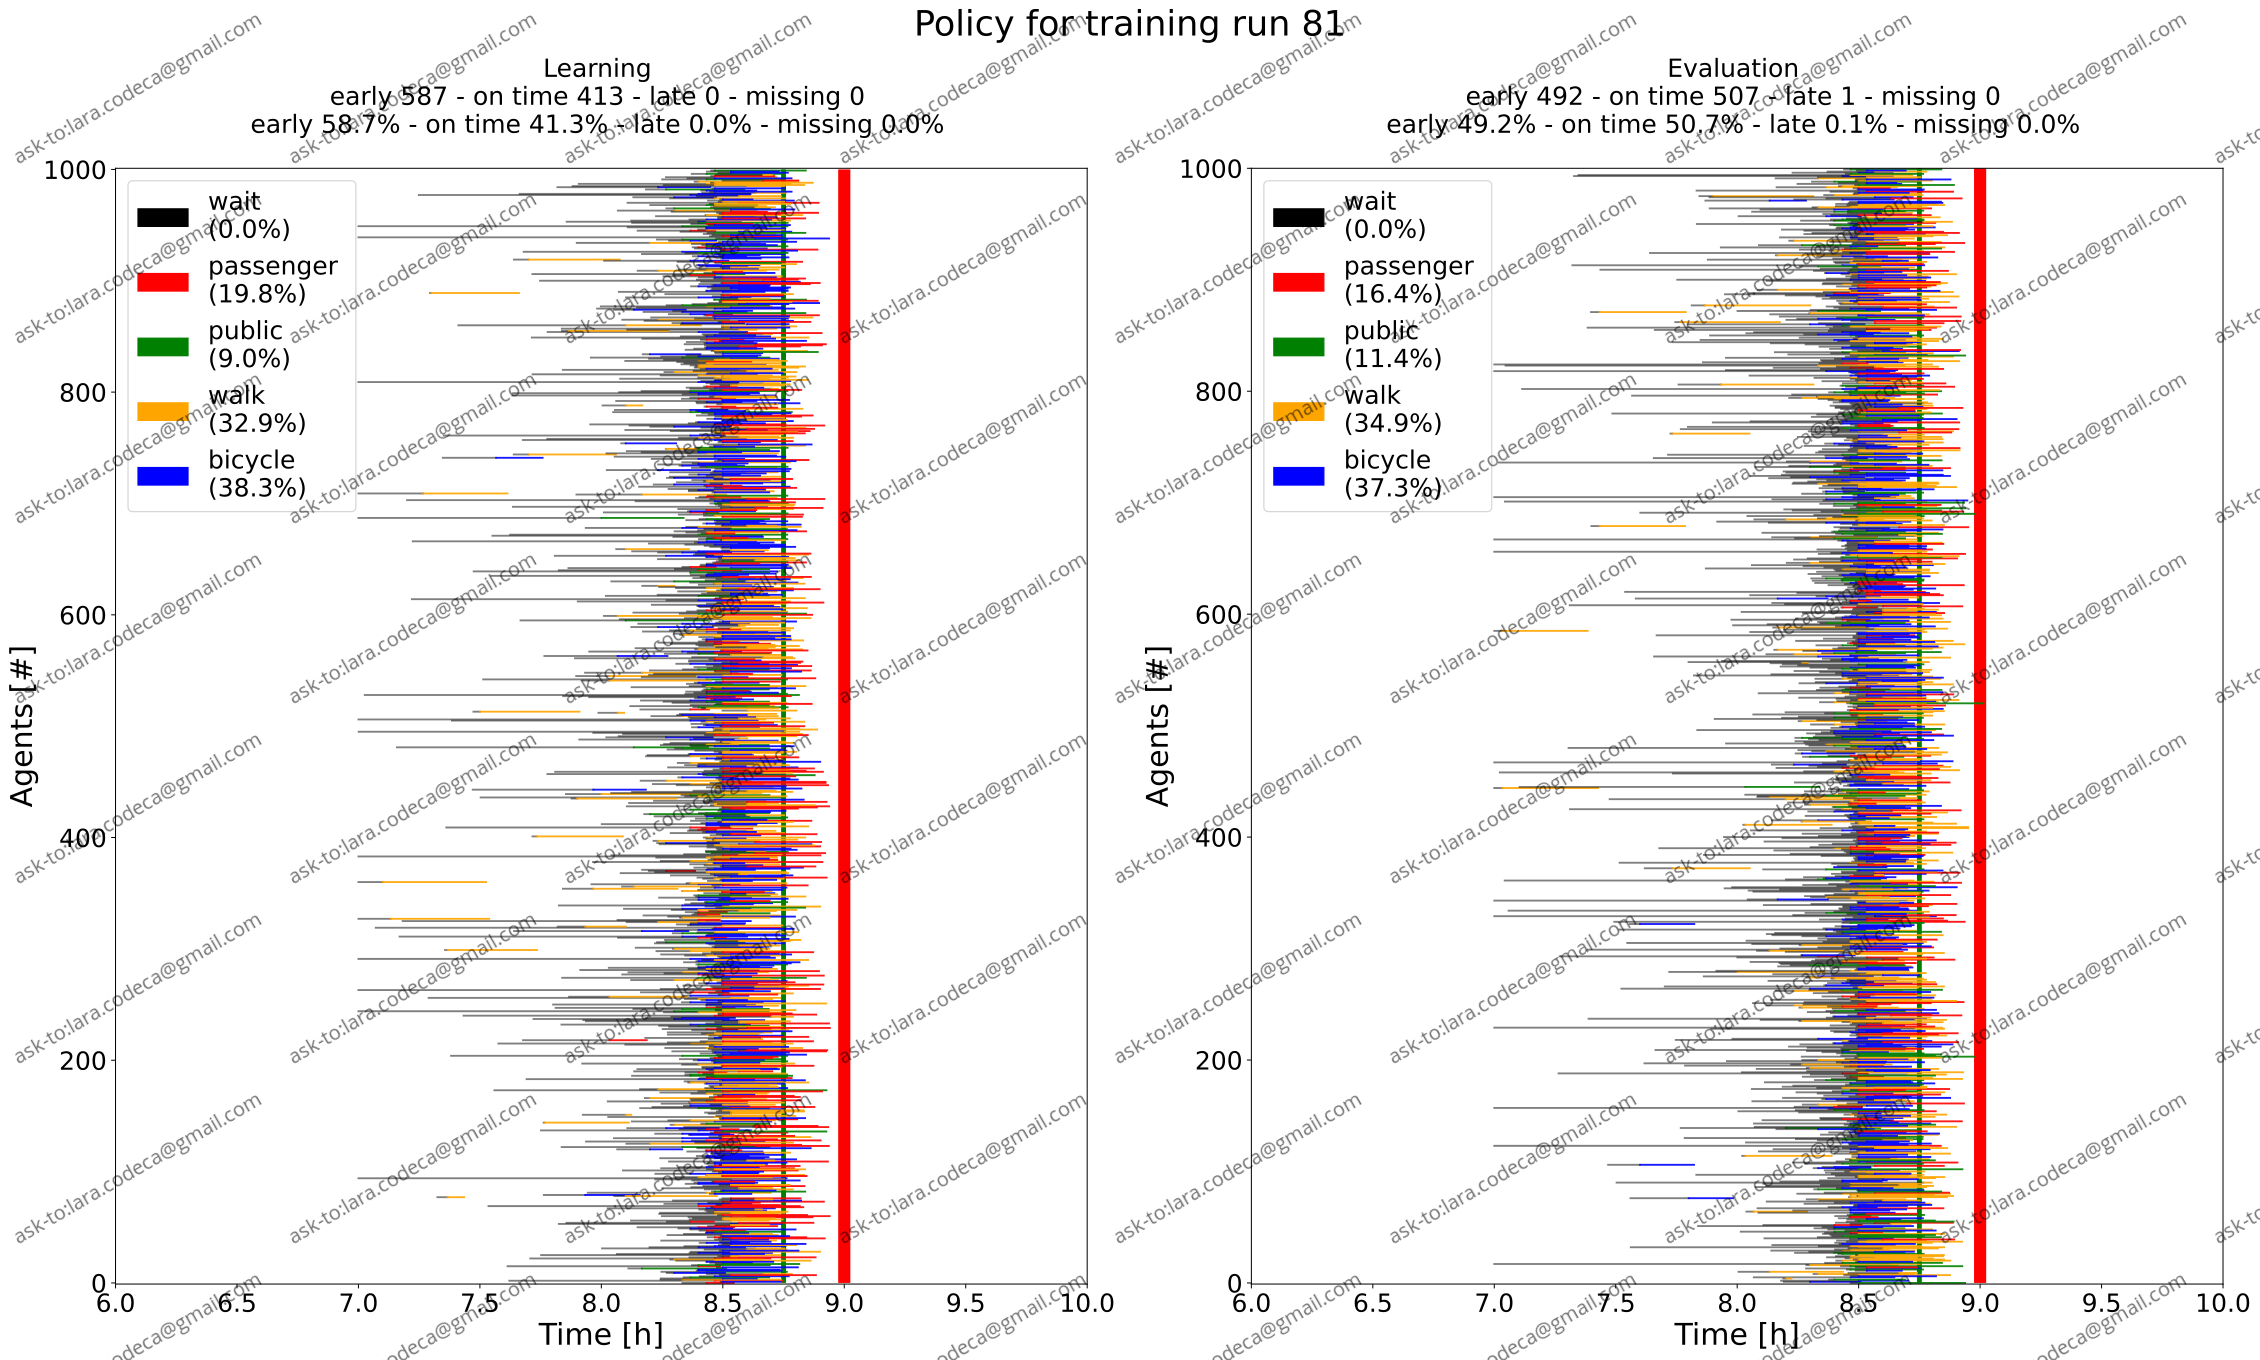 Policy for training run 81
Learning
early 587 - on time 413 - late 0 - missing 0
early 58.7% - on time 41.3% - late 0.0% - missing 0.0%
1000
800
600
400
200
0
Agents [#]
wait
(0.0%)
passenger
(19.8%)
public
(9.0%)
walk
(32.9%)
bicycle
(38.3%)
6.0 6.5 7.0 7.5 8.0 8.5 9.0 9.5 10.0
Time [h]
Evaluation
early 492 - on time 507 - late 1 - missing 0
early 49.2% - on time 50.7% - late 0.1% - missing 0.0%
1000
800
600
400
200
0
Agents [#]
wait
(0.0%)
passenger
(16.4%)
public
(11.4%)
walk
(34.9%)
bicycle
(37.3%)
6.0 6.5 7.0 7.5 8.0 8.5 9.0 9.5 10.0
Time [h]
ask-to:lara.codeca@gmail.com